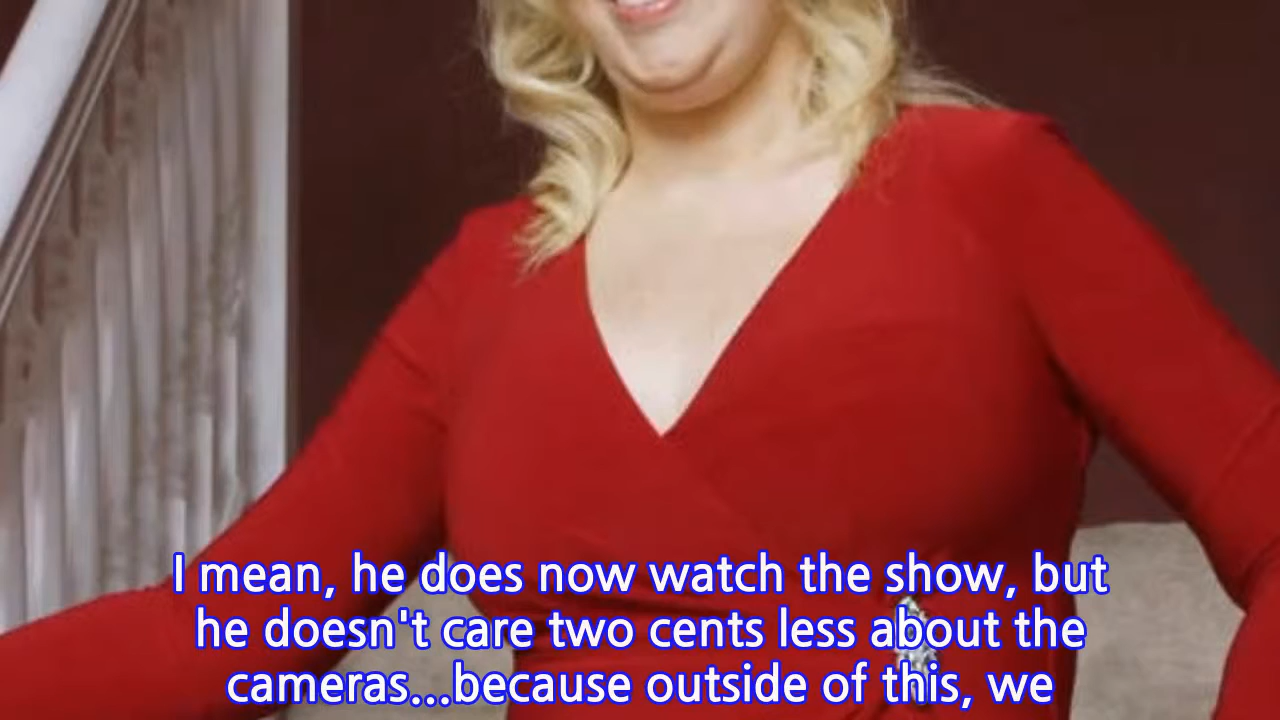 I mean, he does now watch the show, but
he doesn't care two cents less about the
cameras...because outside of this, we